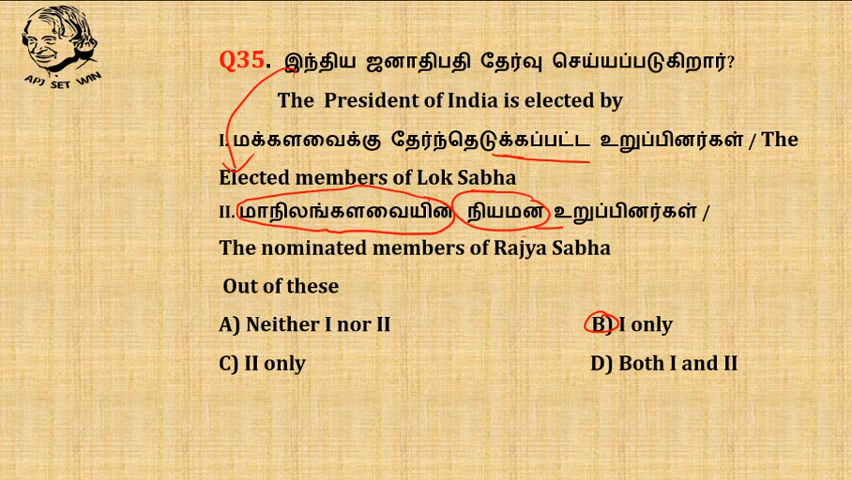 APJ SET WIN
Q35. இந்திய ஜனாதிபதி தேர்வு செய்யப்படுகிறார்?
The President of India is elected by
I. மக்களவைக்கு தேர்ந்தெடுக்கப்பட்ட உறுப்பினர்கள் / The
Elected members of Lok Sabha
II. மாநிலங்களவையின் நியமன உறுப்பினர்கள் /
The nominated members of Rajya Sabha
Out of these
A) Neither I nor II B) I only
C) II only D) Both I and II